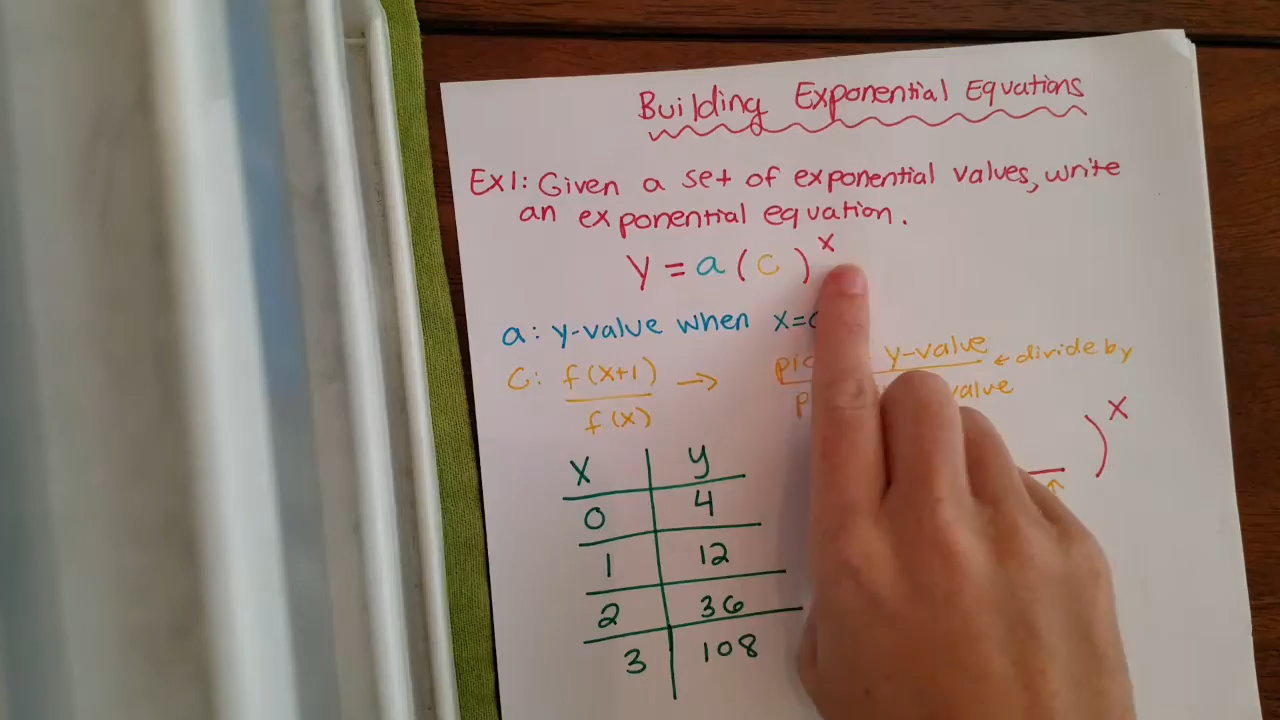 Building Exponential Equations
Ex1: Given a set of exponential values, write
an exponential equation.
y = a(c)^x
a: y-value when x=
c: f(x+1)/f(x) → y-value ← divide by
)^x
x y
0 4
1 12
2 36
3 108